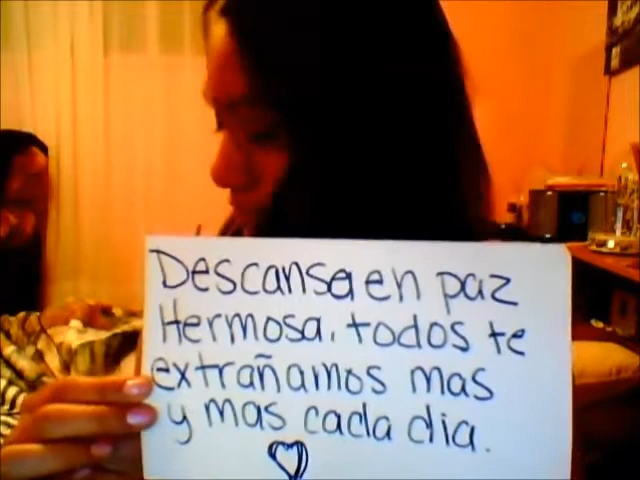 Descansa en paz
Hermosa. todos te
extrañamos mas
y mas cada dia.